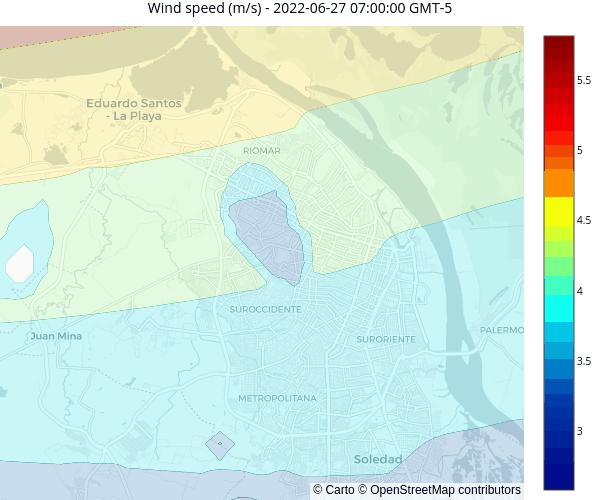 Wind speed (m/s) - 2022-06-27 07:00:00 GMT-5
Eduardo Santos
- La Playa
RIOMAR
SUROCCIDENTE
Juan Mina
SURORIENTE
PALERMO
METROPOLITANA
Soledad
© Carto © OpenStreetMap contributors
5.5
5
4.5
4
3.5
3